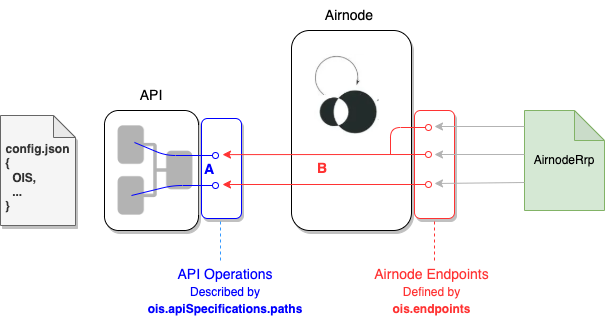 Airnode
API
config.json
{
OIS,
...
}
A
B
AirnodeRrp
API Operations
Described by
ois.apiSpecifications.paths
Airnode Endpoints
Defined by
ois.endpoints